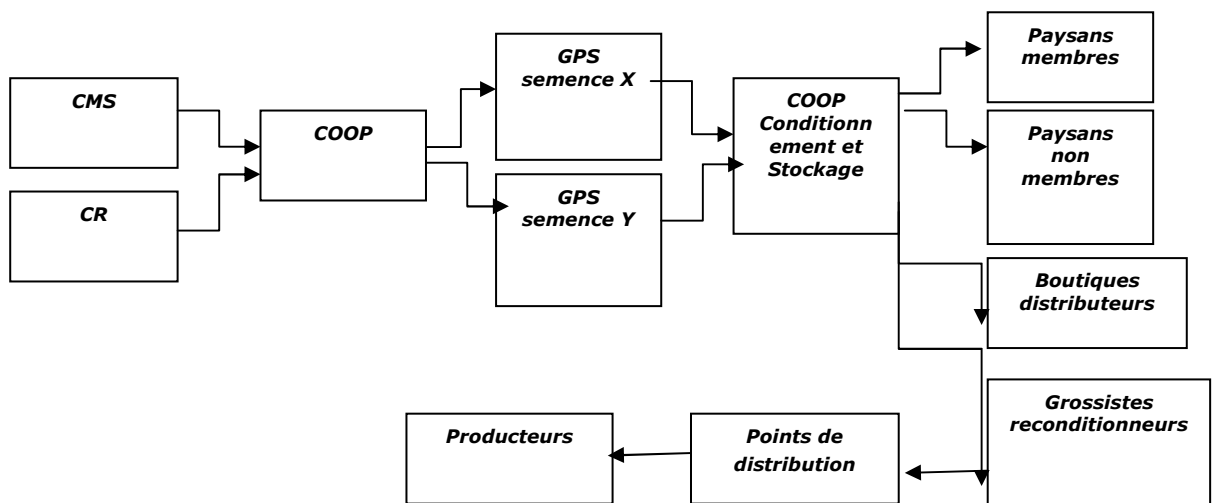 CMS
CR
COOP
GPS
semence X
GPS
semence Y
COOP
Conditionn
ement et
Stockage
Paysans
membres
Paysans
non
membres
Boutiques
distributeurs
Grossistes
reconditionneurs
Points de
distribution
Producteurs